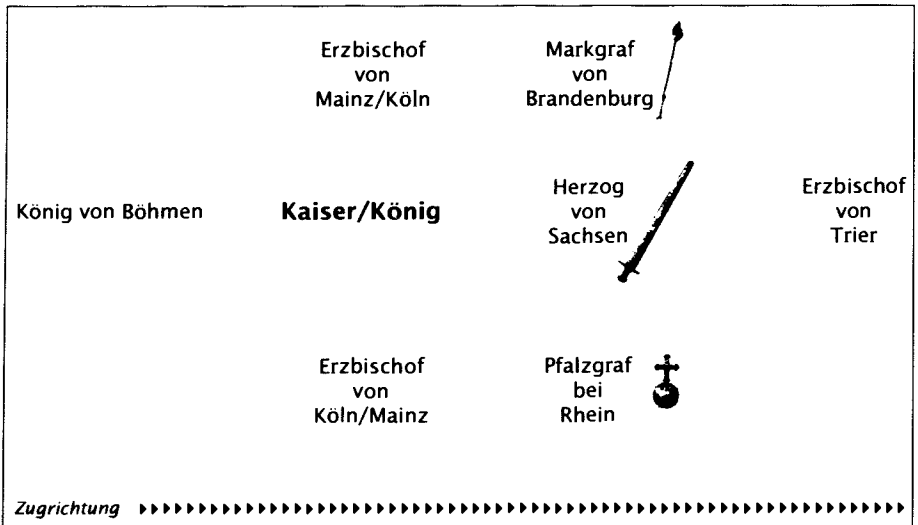 Erzbischof
von
Mainz/Köln
Markgraf
von
Brandenburg
König von Böhmen
Kaiser/König
Herzog
von
Sachsen
Erzbischof
von
Trier
Erzbischof
von
Köln/Mainz
Pfalzgraf
bei
Rhein
Zugrichtung